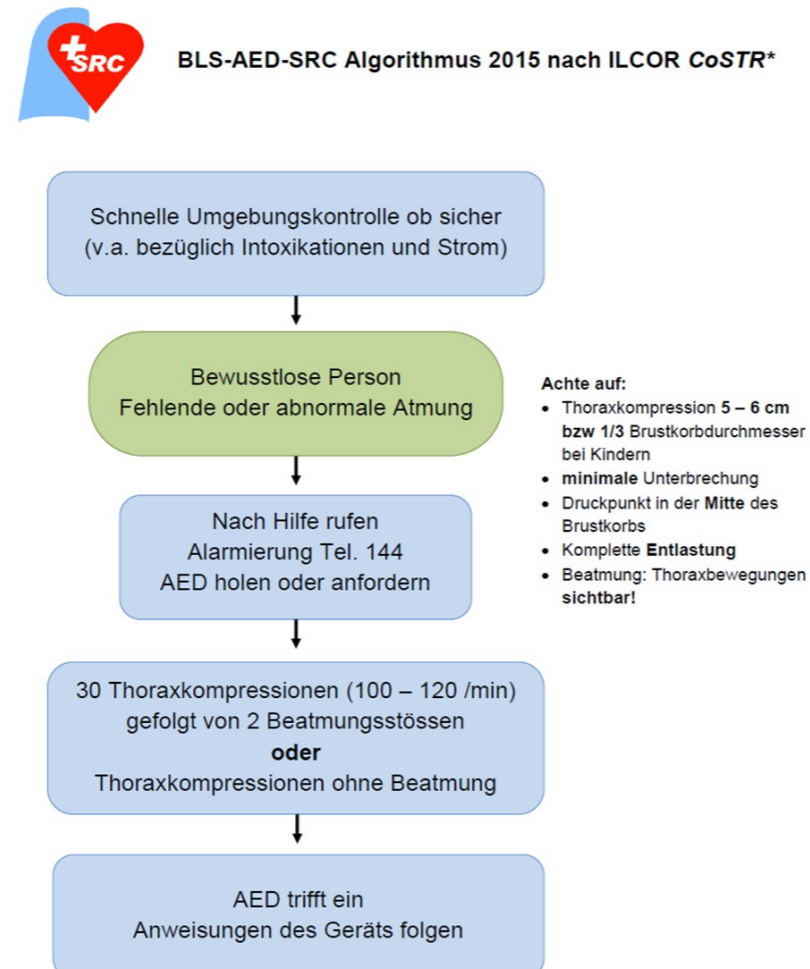 SRC
BLS-AED-SRC Algorithmus 2015 nach ILCOR CoSTR*
Schnelle Umgebungskontrolle ob sicher
(v.a. bezüglich Intoxikationen und Strom)
Bewusstlose Person
Fehlende oder abnormale Atmung
Nach Hilfe rufen
Alarmierung Tel. 144
AED holen oder anfordern
30 Thoraxkompressionen (100 – 120 /min)
gefolgt von 2 Beatmungsstössen
oder
Thoraxkompressionen ohne Beatmung
AED trifft ein
Anweisungen des Geräts folgen
Achte auf:
• Thoraxkompression 5 – 6 cm
bzw 1/3 Brustkorbdurchmesser
bei Kindern
• minimale Unterbrechung
• Druckpunkt in der Mitte des
Brustkorbs
• Komplette Entlastung
• Beatmung: Thoraxbewegungen
sichtbar!